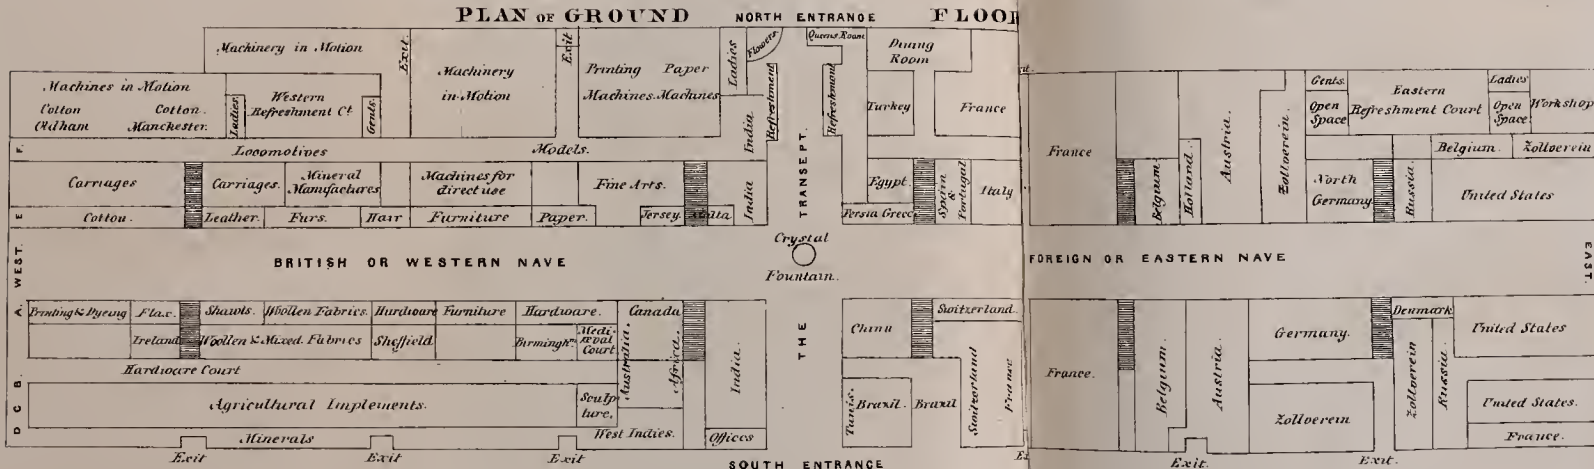 PLAN OF GROUND FLOOR
NORTH ENTRANCE
Machinery in Motion
Exit
Machinery
in Motion
Exit
Printing Paper
Machines. Machines
Ladies
Flowers.
Queens Room
Dining
Room
Machines in Motion
Cotton Cotton.
Oldham Manchester.
Ladies
Western
Refreshment Ct.
Gents.
India
Refreshment
Refreshment
Turkey
France
France
Austria.
Zollverein.
Gents.
Open
Space
Eastern
Refreshment Court
Ladies
Open
Space
Workshop
Belgium.
Zollverein
F.
Locomotives
Models.
Carriages
Carriages.
Mineral
Manufactures
Machines for
direct use
Fine Arts.
India
TRANSEPT.
Egypt.
Spain
&
Portugal
Italy
Belgium.
Holland.
North
Germany.
Russia.
United States
E
Cotton.
Leather.
Furs.
Hair
Furniture
Paper.
Jersey.
Malta
Persia Greece
WEST.
BRITISH OR WESTERN NAVE
Crystal
Fountain.
FOREIGN OR EASTERN NAVE
EAST.
A.
Printing & Dyeing
Flax.
Shawls.
Woollen Fabrics.
Hardware
Furniture
Hardware.
Canada
THE
China
Switzerland.
Ireland
Woollen & Mixed Fabrics
Sheffield
Birminghm.
Medi-
æval
Court
Australia.
Africa.
India.
Switzerland
France
France.
Belgium.
Austria
Germany.
Denmark
Zollverein
Russia.
United States
Hardware Court
B.
C
D
Agricultural Implements.
Sculp-
ture.
Tunis.
Brazil.
Brazil
Zollverein
United States.
France.
Minerals
West Indies.
Offices
Exit
Exit
Exit
SOUTH ENTRANCE
Exit.
Exit.